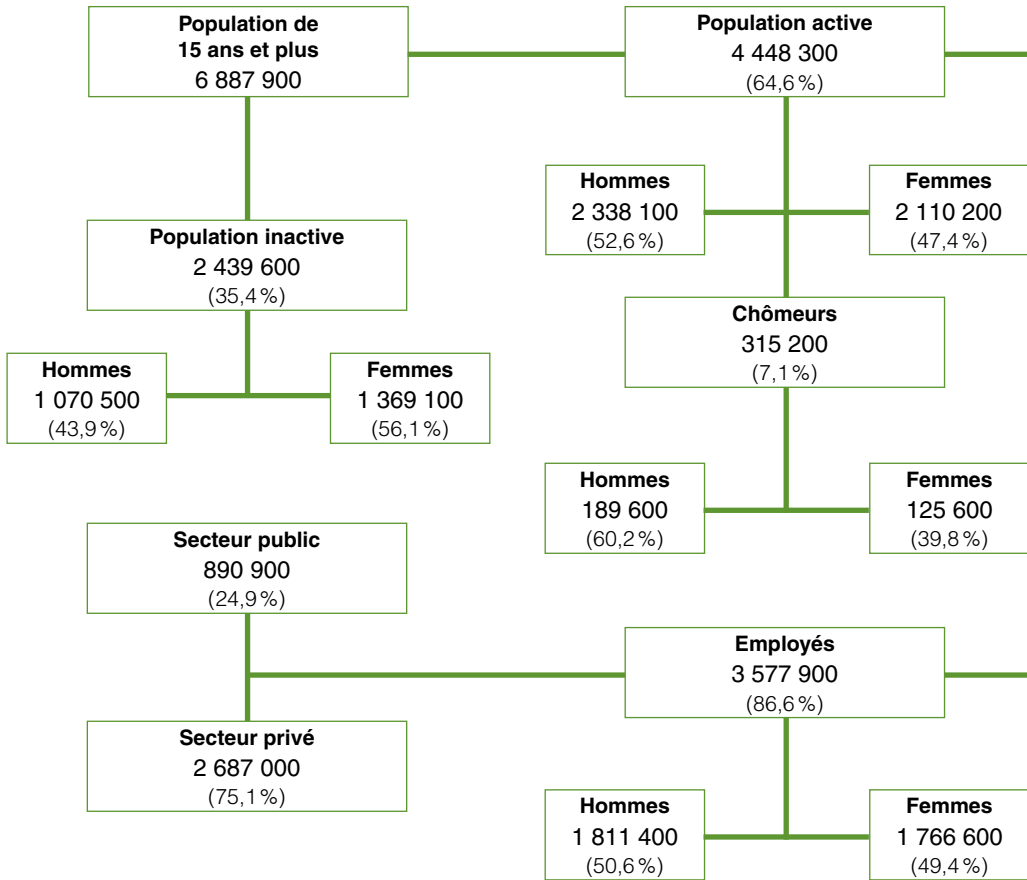 Population de
15 ans et plus
6 887 900
Population active
4 448 300
(64,6 %)
Hommes
2 338 100
(52,6 %)
Femmes
2 110 200
(47,4 %)
Population inactive
2 439 600
(35,4 %)
Hommes
1 070 500
(43,9 %)
Femmes
1 369 100
(56,1 %)
Chômeurs
315 200
(7,1 %)
Hommes
189 600
(60,2 %)
Femmes
125 600
(39,8 %)
Secteur public
890 900
(24,9 %)
Employés
3 577 900
(86,6 %)
Secteur privé
2 687 000
(75,1 %)
Hommes
1 811 400
(50,6 %)
Femmes
1 766 600
(49,4 %)